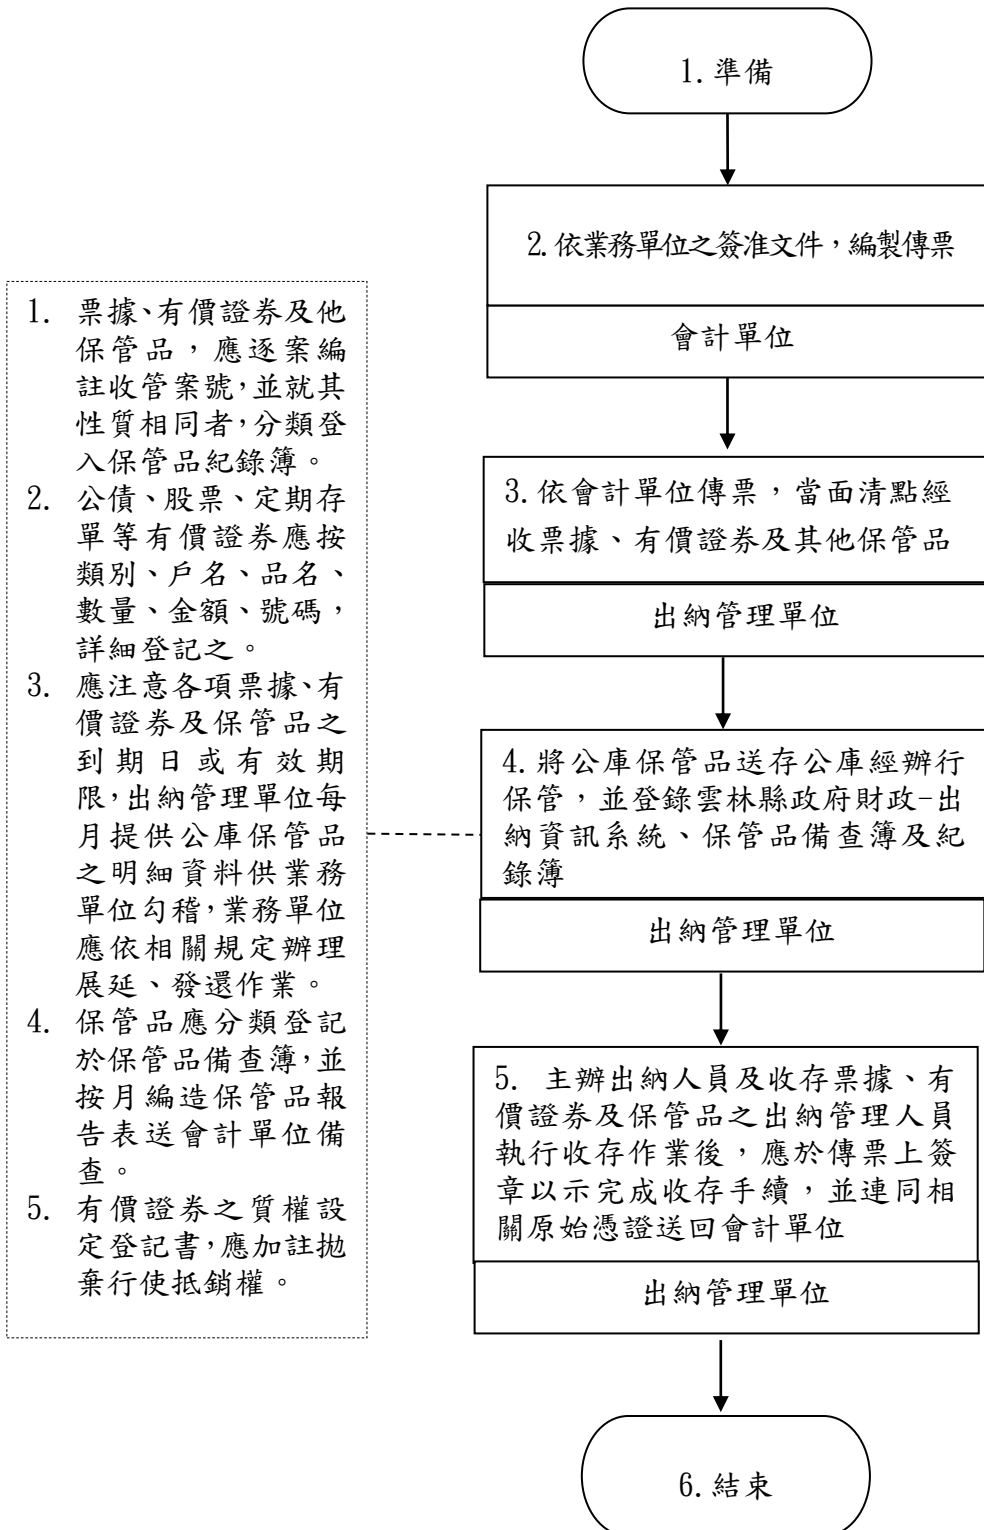 1.準備
2.依業務單位之簽准文件，編製傳票
會計單位
3.依會計單位傳票，當面清點經
收票據、有價證券及其他保管品
出納管理單位
4.將公庫保管品送存公庫經辦行
保管，並登錄雲林縣政府財政-出
納資訊系統、保管品備查簿及紀
錄簿
出納管理單位
5. 主辦出納人員及收存票據、有
價證券及保管品之出納管理人員
執行收存作業後，應於傳票上簽
章以示完成收存手續，並連同相
關原始憑證送回會計單位
出納管理單位
6.結束
1. 票據、有價證券及他
保管品，應逐案編
註收管案號，並就其
性質相同者，分類登
入保管品紀錄簿。
2. 公債、股票、定期存
單等有價證券應按
類別、戶名、品名、
數量、金額、號碼，
詳細登記之。
3. 應注意各項票據、有
價證券及保管品之
到期日或有效期
限，出納管理單位每
月提供公庫保管品
之明細資料供業務
單位勾稽，業務單位
應依相關規定辦理
展延、發還作業。
4. 保管品應分類登記
於保管品備查簿，並
按月編造保管品報
告表送會計單位備
查。
5. 有價證券之質權設
定登記書，應加註拋
棄行使抵銷權。